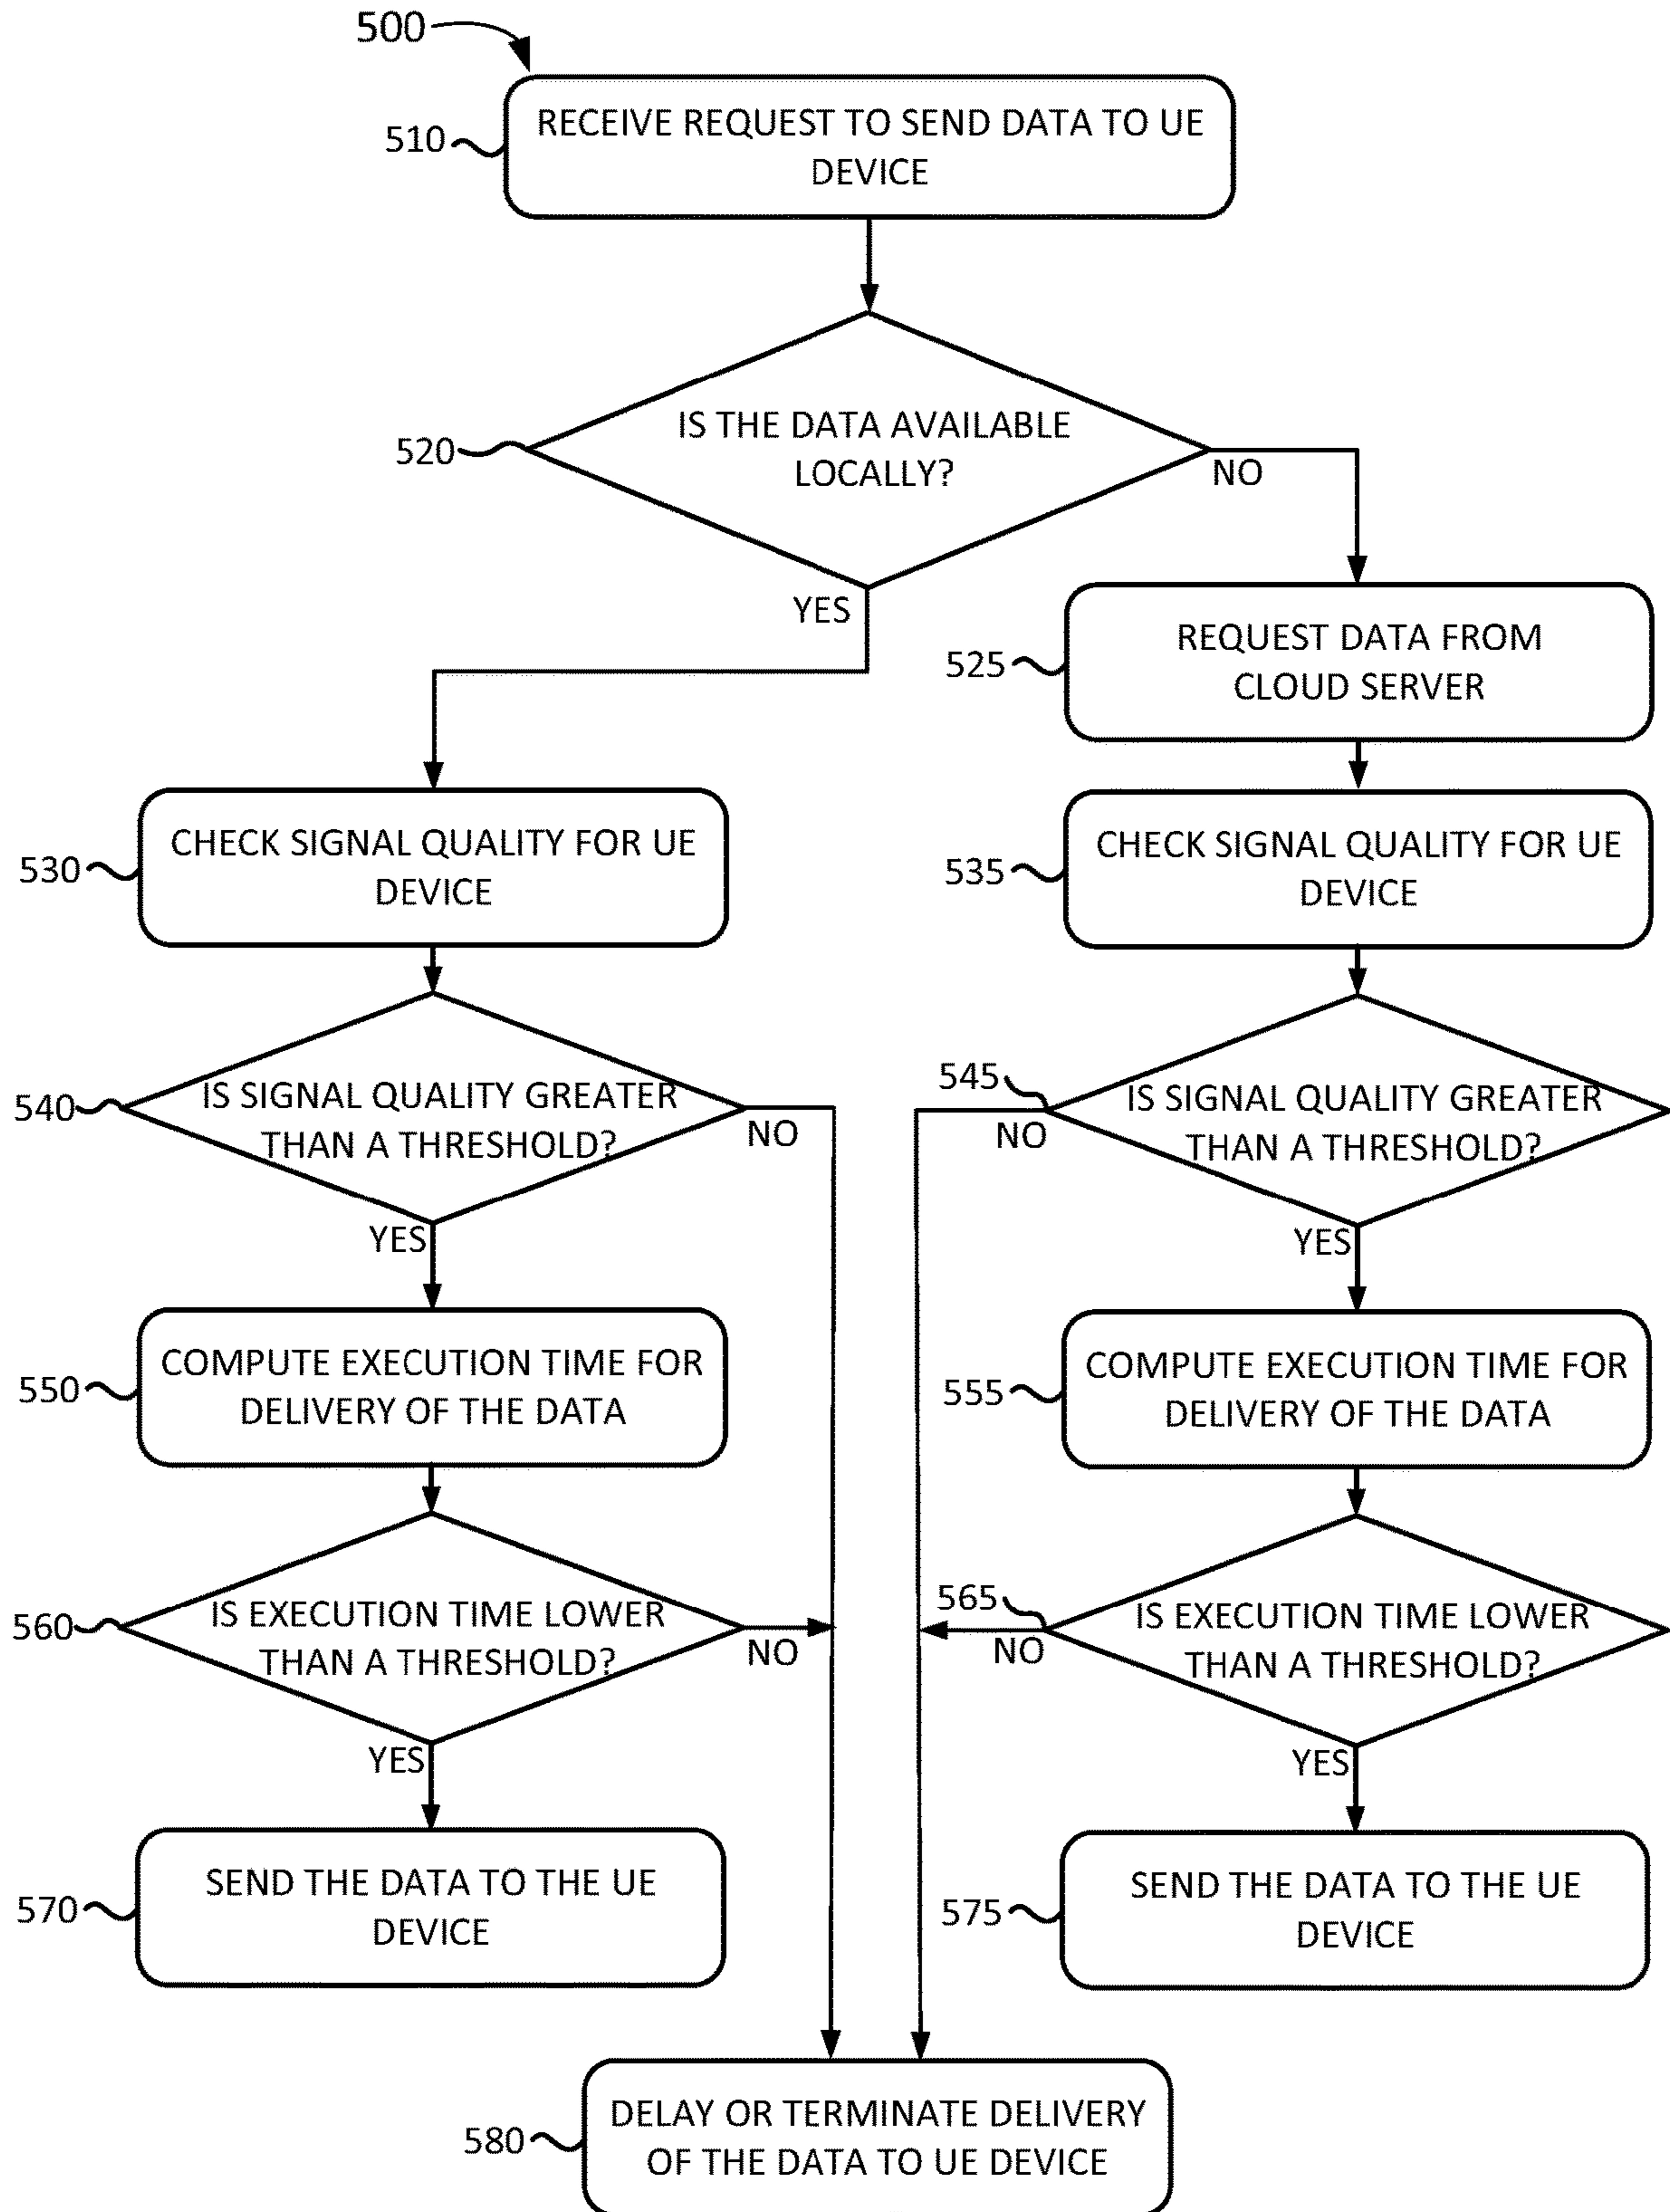 500
510
RECEIVE REQUEST TO SEND DATA TO UE
DEVICE
520
IS THE DATA AVAILABLE
LOCALLY?
NO
YES
525
REQUEST DATA FROM
CLOUD SERVER
530
CHECK SIGNAL QUALITY FOR UE
DEVICE
535
CHECK SIGNAL QUALITY FOR UE
DEVICE
540
IS SIGNAL QUALITY GREATER
THAN A THRESHOLD?
NO
YES
545
IS SIGNAL QUALITY GREATER
THAN A THRESHOLD?
NO
YES
550
COMPUTE EXECUTION TIME FOR
DELIVERY OF THE DATA
555
COMPUTE EXECUTION TIME FOR
DELIVERY OF THE DATA
560
IS EXECUTION TIME LOWER
THAN A THRESHOLD?
NO
YES
565
IS EXECUTION TIME LOWER
THAN A THRESHOLD?
NO
YES
570
SEND THE DATA TO THE UE
DEVICE
575
SEND THE DATA TO THE UE
DEVICE
580
DELAY OR TERMINATE DELIVERY
OF THE DATA TO UE DEVICE